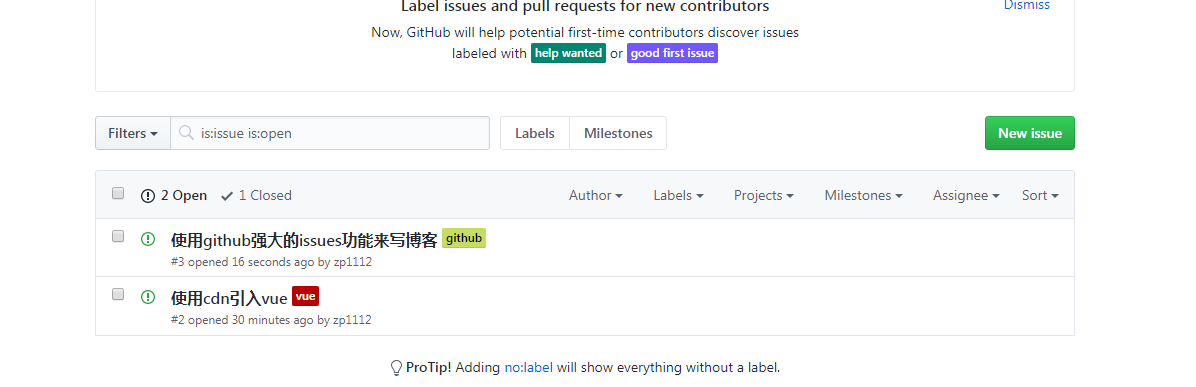 Label issues and pull requests for new contributors
Dismiss
Now, GitHub will help potential first-time contributors discover issues
labeled with help wanted or good first issue
Filters is:issue is:open Labels Milestones New issue
2 Open 1 Closed Author Labels Projects Milestones Assignee Sort
使用github强大的issues功能来写博客 github
#3 opened 16 seconds ago by zp1112
使用cdn引入vue vue
#2 opened 30 minutes ago by zp1112
ProTip! Adding no:label will show everything without a label.